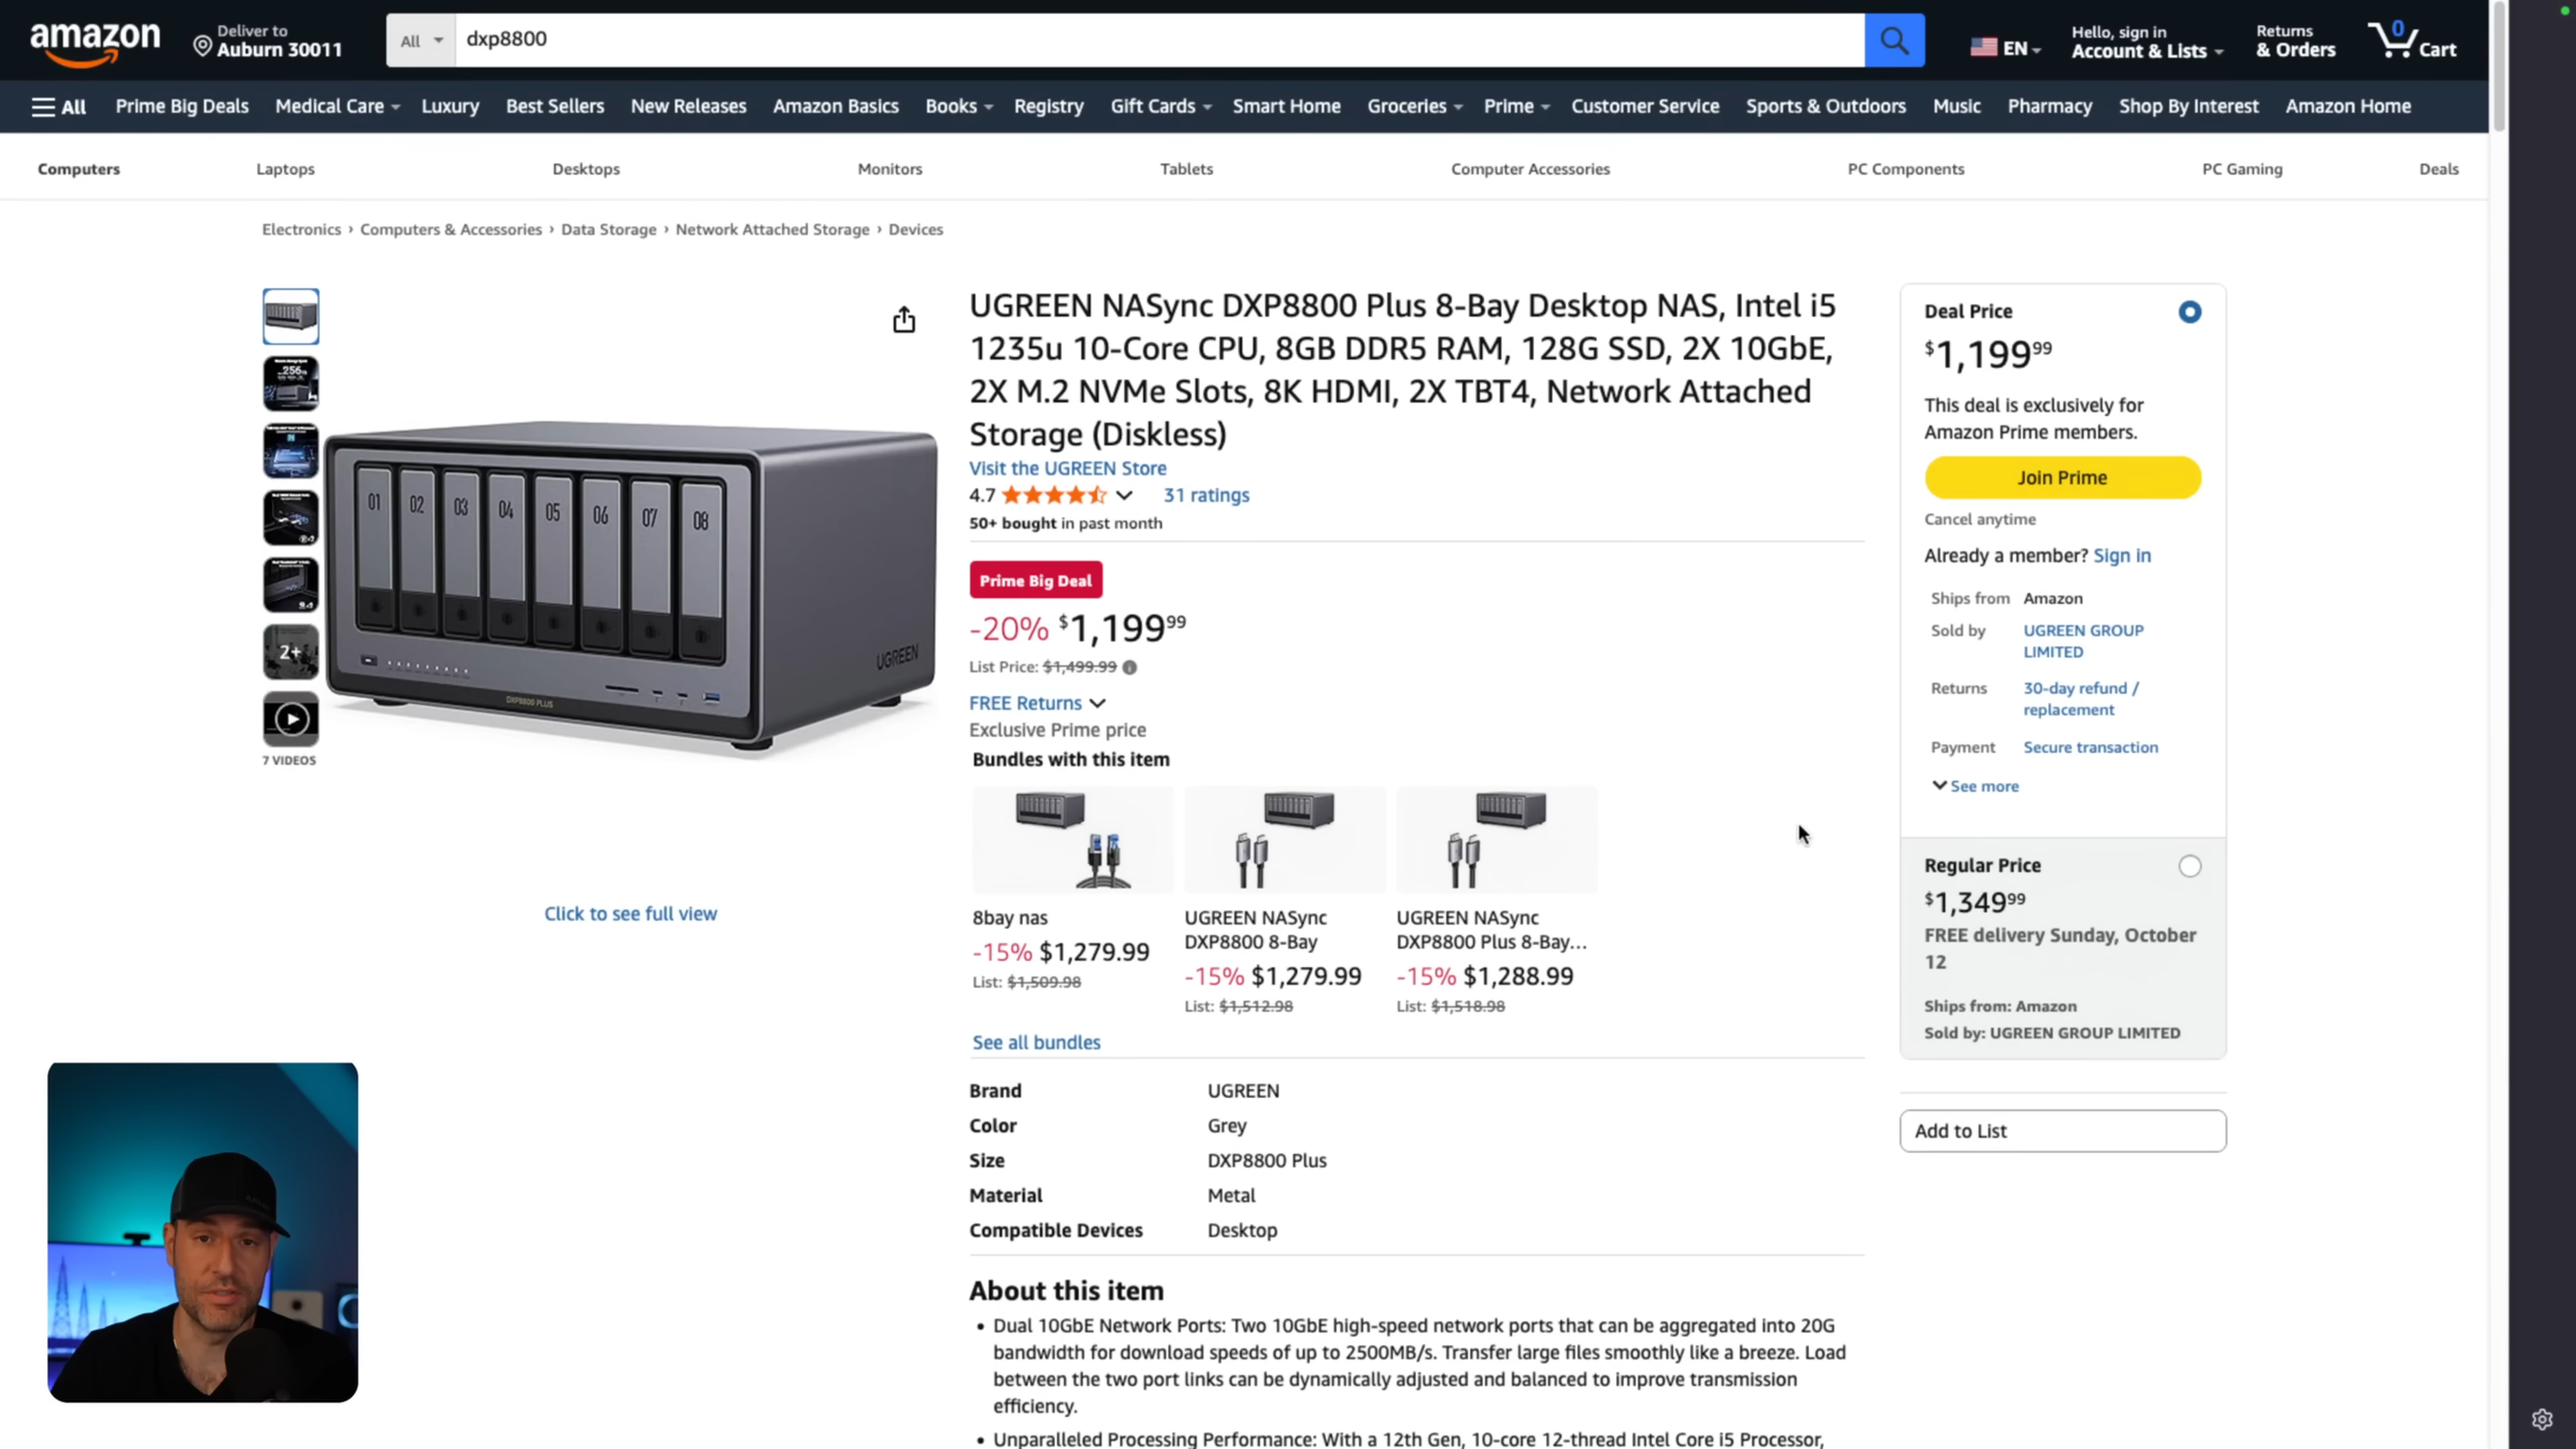 amazon
Deliver to
Auburn 30011
All
dxp8800
EN
Hello, sign in
Account & Lists
Returns
& Orders
0
Cart
All
Prime Big Deals
Medical Care
Luxury
Best Sellers
New Releases
Amazon Basics
Books
Registry
Gift Cards
Smart Home
Groceries
Prime
Customer Service
Sports & Outdoors
Music
Pharmacy
Shop By Interest
Amazon Home
Computers
Laptops
Desktops
Monitors
Tablets
Computer Accessories
PC Components
PC Gaming
Deals
Electronics › Computers & Accessories › Data Storage › Network Attached Storage › Devices
256
2+
7 VIDEOS
01 02 03 04 05 06 07 08
UGREEN
DXP8800 PLUS
Click to see full view
UGREEN NASync DXP8800 Plus 8-Bay Desktop NAS, Intel i5
1235u 10-Core CPU, 8GB DDR5 RAM, 128G SSD, 2X 10GbE,
2X M.2 NVMe Slots, 8K HDMI, 2X TBT4, Network Attached
Storage (Diskless)
Visit the UGREEN Store
4.7
31 ratings
50+ bought in past month
Prime Big Deal
-20% $1,199 99
List Price: $1,499.99
FREE Returns
Exclusive Prime price
Bundles with this item
8bay nas
-15% $1,279.99
List: $1,509.98
UGREEN NASync
DXP8800 8-Bay
-15% $1,279.99
List: $1,512.98
UGREEN NASync
DXP8800 Plus 8-Bay...
-15% $1,288.99
List: $1,518.98
See all bundles
Brand UGREEN
Color Grey
Size DXP8800 Plus
Material Metal
Compatible Devices Desktop
About this item
• Dual 10GbE Network Ports: Two 10GbE high-speed network ports that can be aggregated into 20G
bandwidth for download speeds of up to 2500MB/s. Transfer large files smoothly like a breeze. Load
between the two port links can be dynamically adjusted and balanced to improve transmission
efficiency.
• Unparalleled Processing Performance: With a 12th Gen, 10-core 12-thread Intel Core i5 Processor,
Deal Price
$1,199 99
This deal is exclusively for
Amazon Prime members.
Join Prime
Cancel anytime
Already a member? Sign in
Ships from Amazon
Sold by UGREEN GROUP
LIMITED
Returns 30-day refund /
replacement
Payment Secure transaction
See more
Regular Price
$1,349 99
FREE delivery Sunday, October
12
Ships from: Amazon
Sold by: UGREEN GROUP LIMITED
Add to List